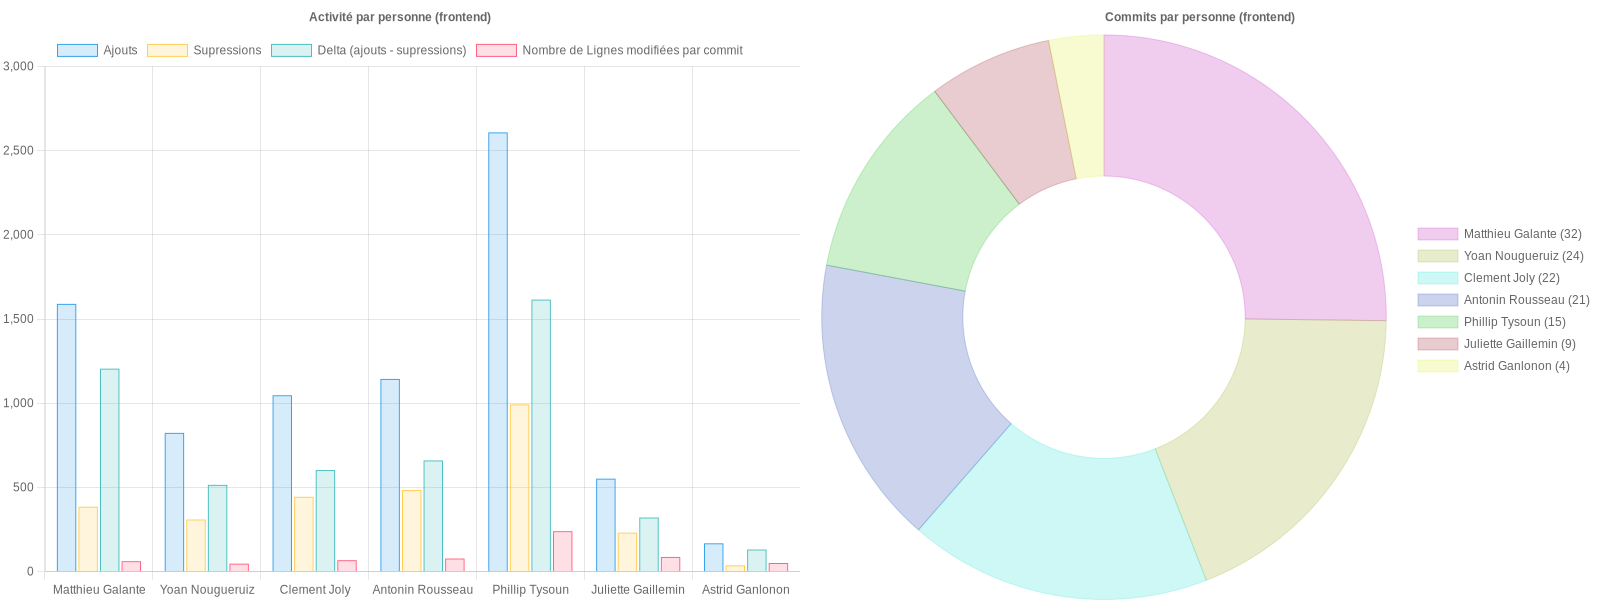 Activité par personne (frontend)
Ajouts Supressions Delta (ajouts - supressions) Nombre de Lignes modifiées par commit
3,000
2,500
2,000
1,500
1,000
500
0
Matthieu Galante Yoan Nougueruiz Clement Joly Antonin Rousseau Phillip Tysoun Juliette Gaillemin Astrid Ganlonon
Commits par personne (frontend)
Matthieu Galante (32)
Yoan Nougueruiz (24)
Clement Joly (22)
Antonin Rousseau (21)
Phillip Tysoun (15)
Juliette Gaillemin (9)
Astrid Ganlonon (4)